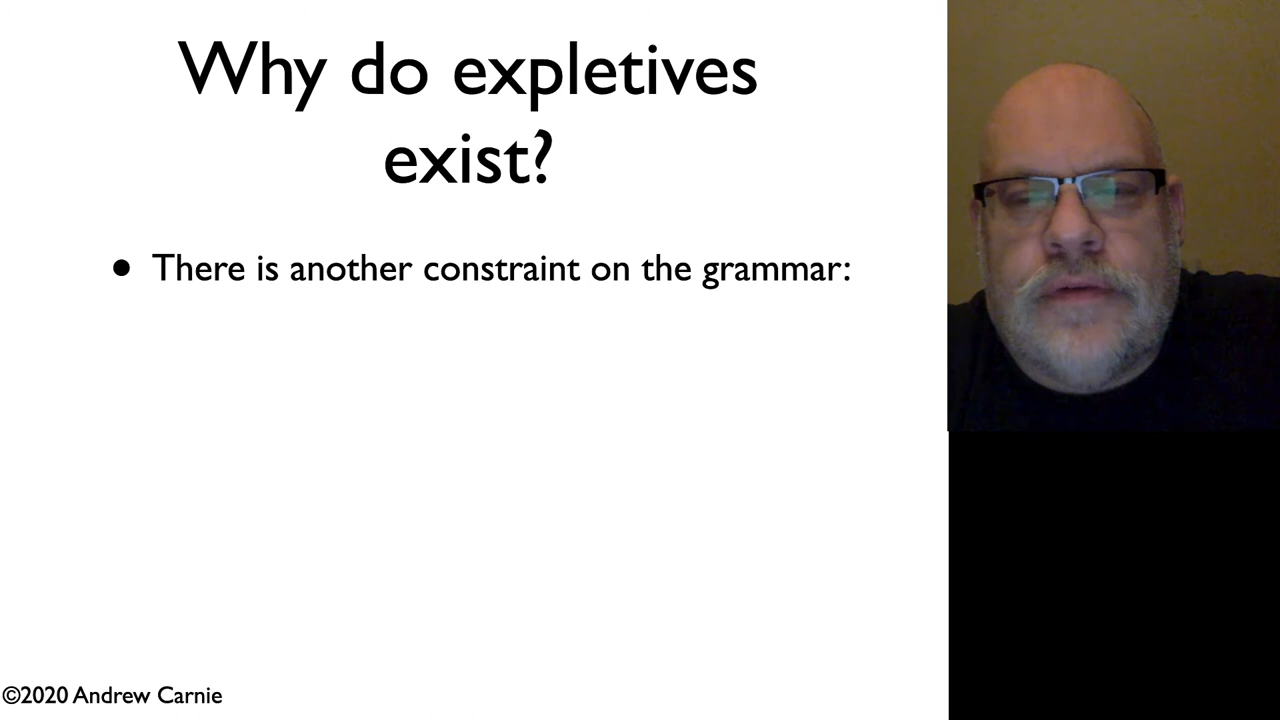 Why do expletives
exist?
• There is another constraint on the grammar:
©2020 Andrew Carnie